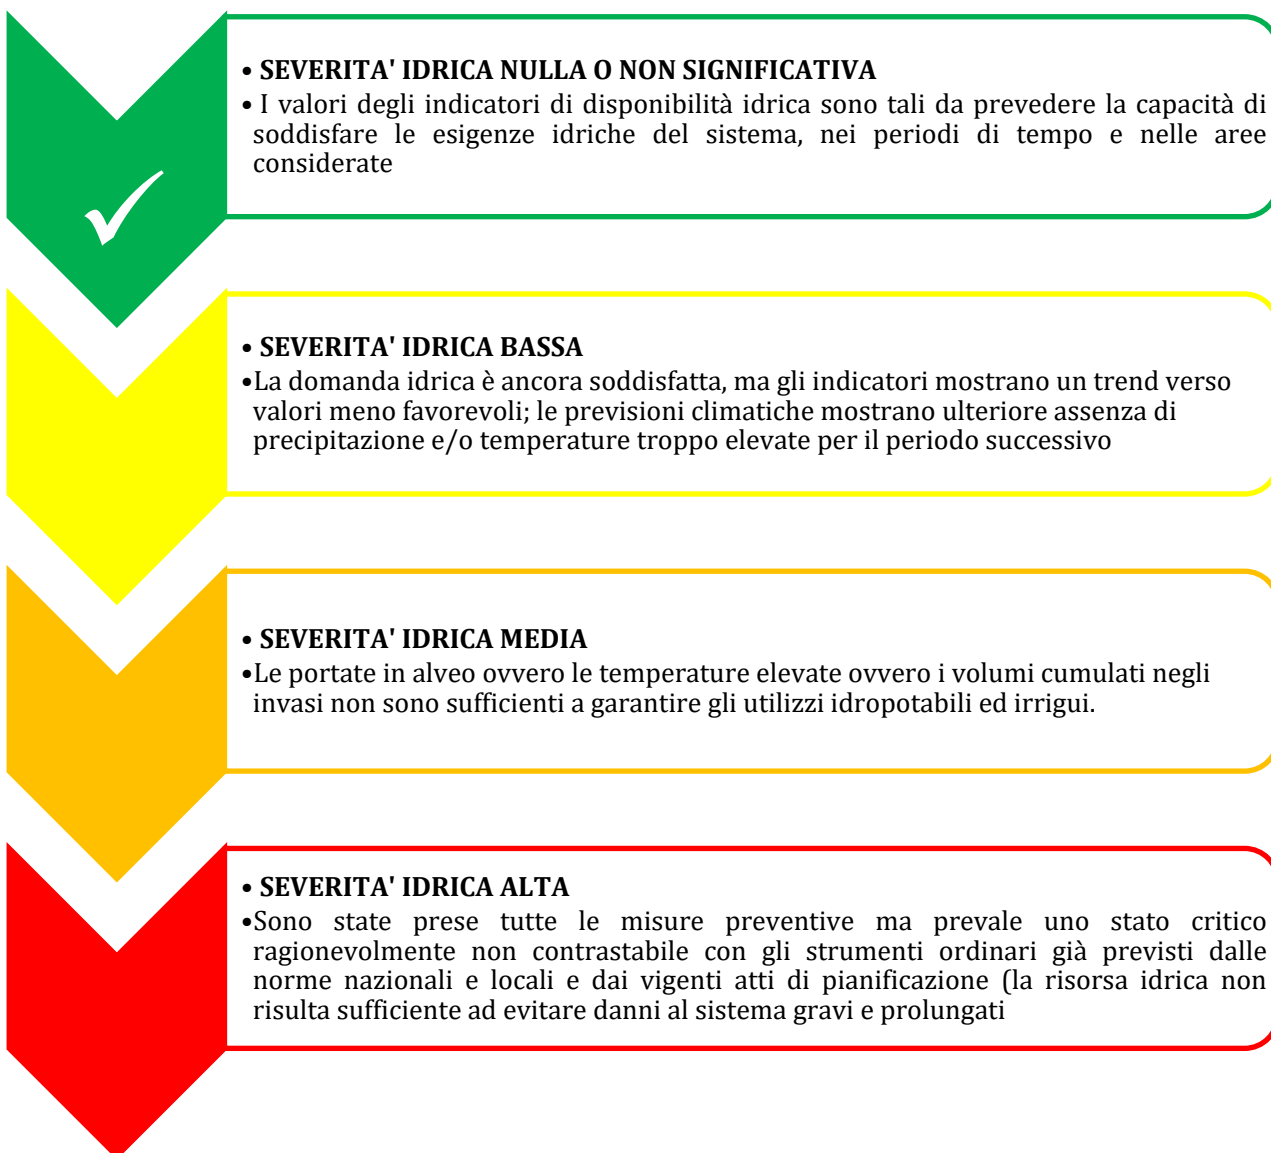 • SEVERITA' IDRICA NULLA O NON SIGNIFICATIVA
• I valori degli indicatori di disponibilità idrica sono tali da prevedere la capacità di
soddisfare le esigenze idriche del sistema, nei periodi di tempo e nelle aree
considerate
• SEVERITA' IDRICA BASSA
•La domanda idrica è ancora soddisfatta, ma gli indicatori mostrano un trend verso
valori meno favorevoli; le previsioni climatiche mostrano ulteriore assenza di
precipitazione e/o temperature troppo elevate per il periodo successivo
• SEVERITA' IDRICA MEDIA
•Le portate in alveo ovvero le temperature elevate ovvero i volumi cumulati negli
invasi non sono sufficienti a garantire gli utilizzi idropotabili ed irrigui.
• SEVERITA' IDRICA ALTA
•Sono state prese tutte le misure preventive ma prevale uno stato critico
ragionevolmente non contrastabile con gli strumenti ordinari già previsti dalle
norme nazionali e locali e dai vigenti atti di pianificazione (la risorsa idrica non
risulta sufficiente ad evitare danni al sistema gravi e prolungati